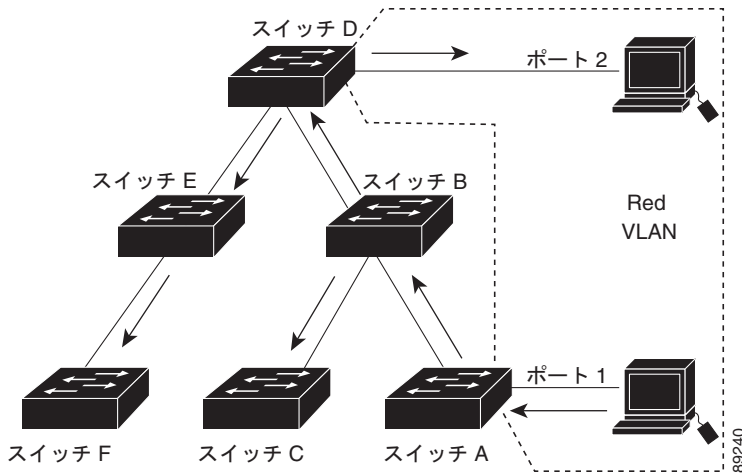 スイッチ D
ポート 2
スイッチ E
スイッチ B
Red
VLAN
ポート 1
スイッチ F
スイッチ C
スイッチ A
89240